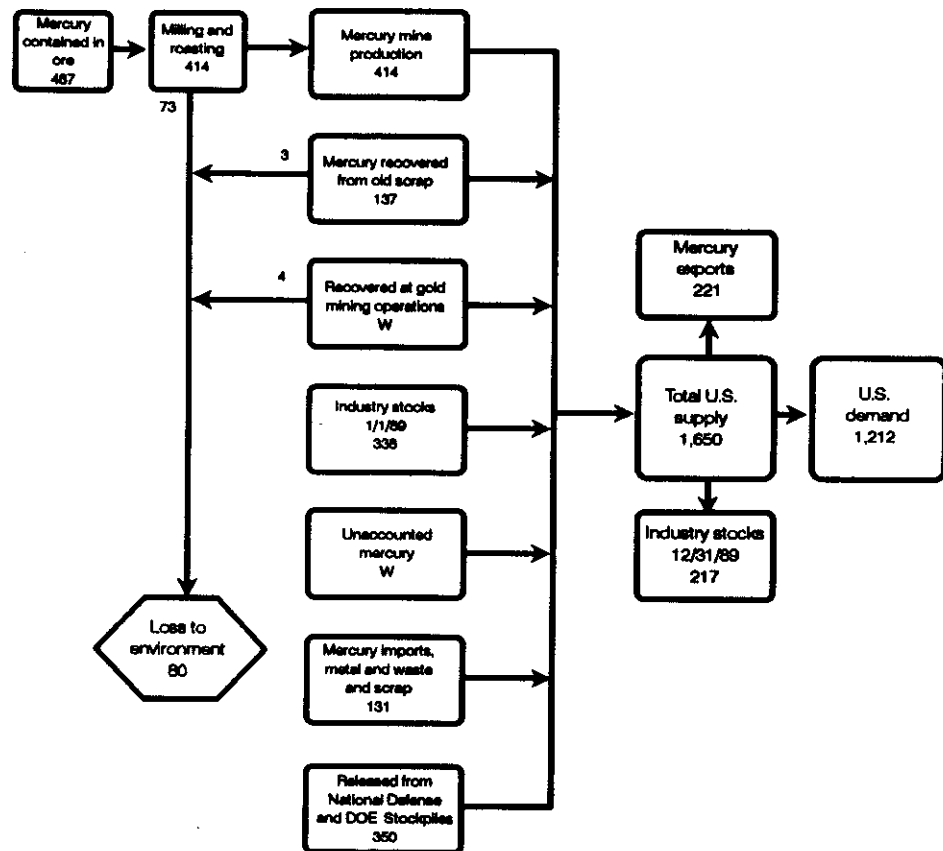 Mercury
contained in
ore
487
Milling and
roasting
414
Mercury mine
production
414
73
3
Mercury recovered
from old scrap
137
4
Recovered at gold
mining operations
W
Industry stocks
1/1/89
338
Unaccounted
mercury
W
Mercury imports,
metal and waste
and scrap
131
Released from
National Defense
and DOE Stockpiles
350
Loss to
environment
80
Mercury
exports
221
Total U.S.
supply
1,650
U.S.
demand
1,212
Industry stocks
12/31/89
217